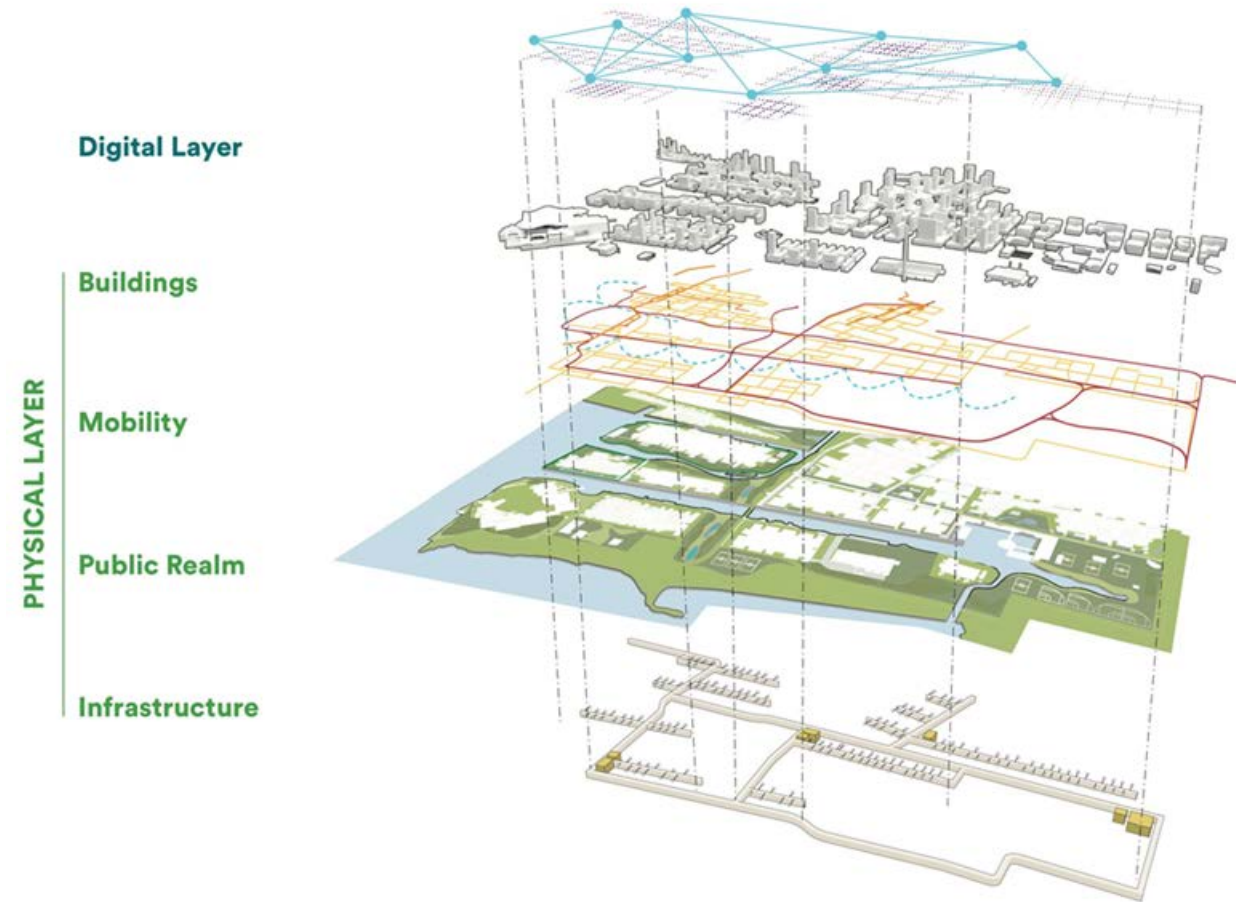 Digital Layer
Buildings
Mobility
Public Realm
Infrastructure
PHYSICAL LAYER